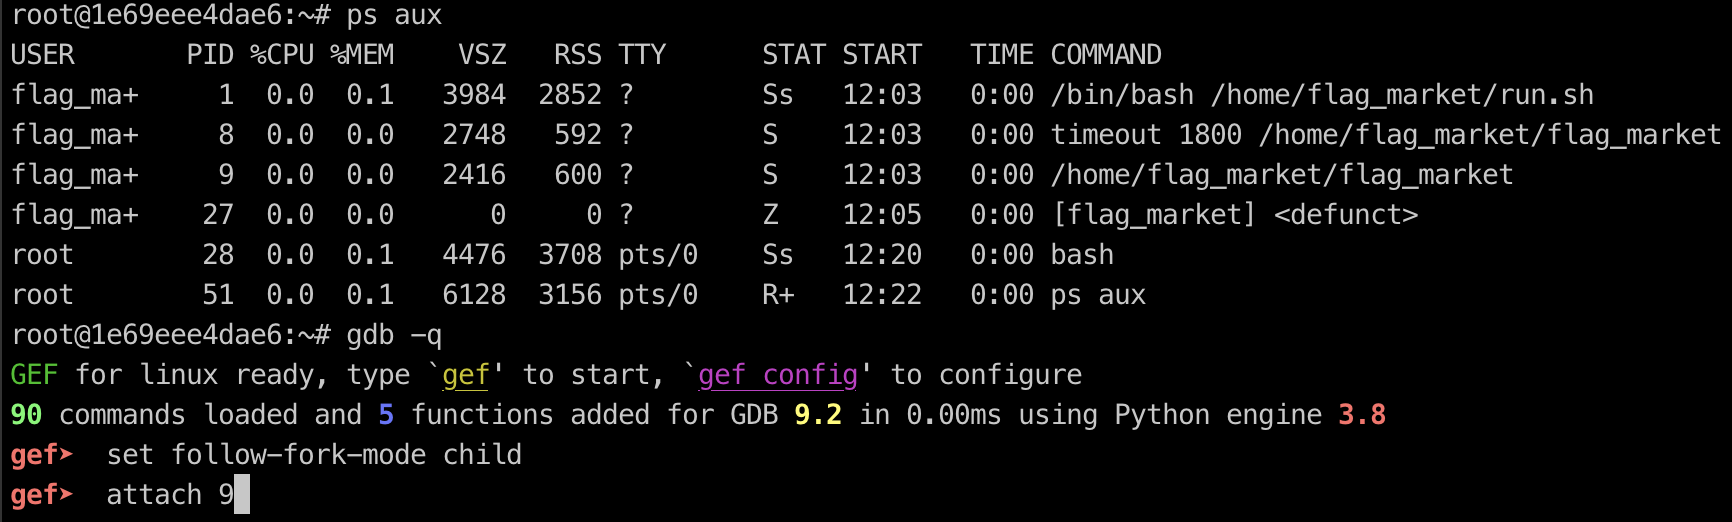 root@1e69eee4dae6:~# ps aux
USER       PID %CPU %MEM    VSZ   RSS TTY      STAT START   TIME COMMAND
flag_ma+     1  0.0  0.1   3984  2852 ?        Ss   12:03   0:00 /bin/bash /home/flag_market/run.sh
flag_ma+     8  0.0  0.0   2748   592 ?        S    12:03   0:00 timeout 1800 /home/flag_market/flag_market
flag_ma+     9  0.0  0.0   2416   600 ?        S    12:03   0:00 /home/flag_market/flag_market
flag_ma+    27  0.0  0.0      0     0 ?        Z    12:05   0:00 [flag_market] <defunct>
root        28  0.0  0.1   4476  3708 pts/0    Ss   12:20   0:00 bash
root        51  0.0  0.1   6128  3156 pts/0    R+   12:22   0:00 ps aux
root@1e69eee4dae6:~# gdb -q
GEF for linux ready, type `gef' to start, `gef config' to configure
90 commands loaded and 5 functions added for GDB 9.2 in 0.00ms using Python engine 3.8
gef➤  set follow-fork-mode child
gef➤  attach 9